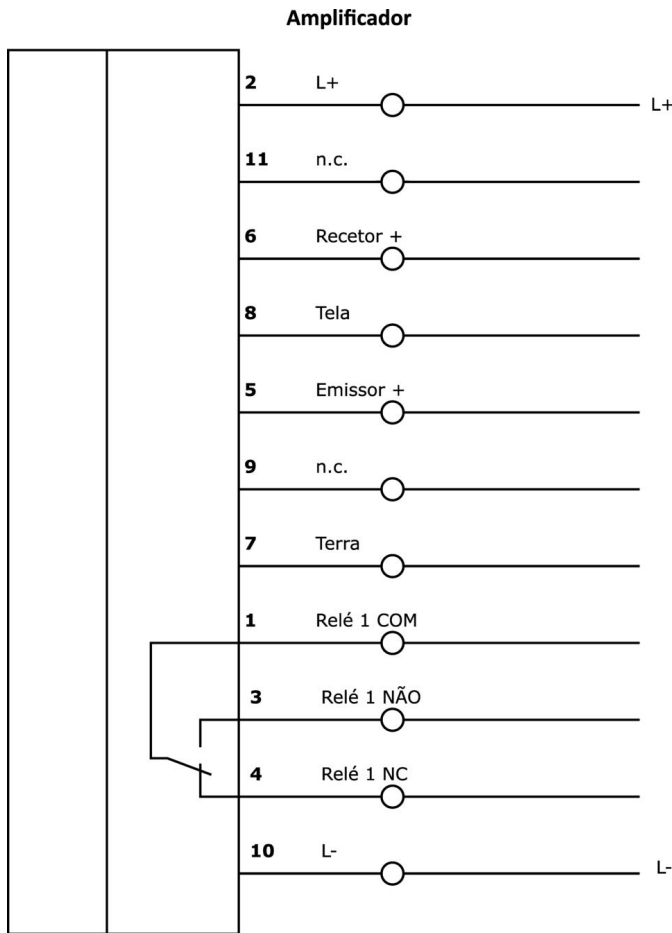 Amplificador
2 L+
L+
11 n.c.
6 Recetor +
8 Tela
5 Emissor +
9 n.c.
7 Terra
1 Relé 1 COM
3 Relé 1 NÃO
4 Relé 1 NC
10 L-
L-